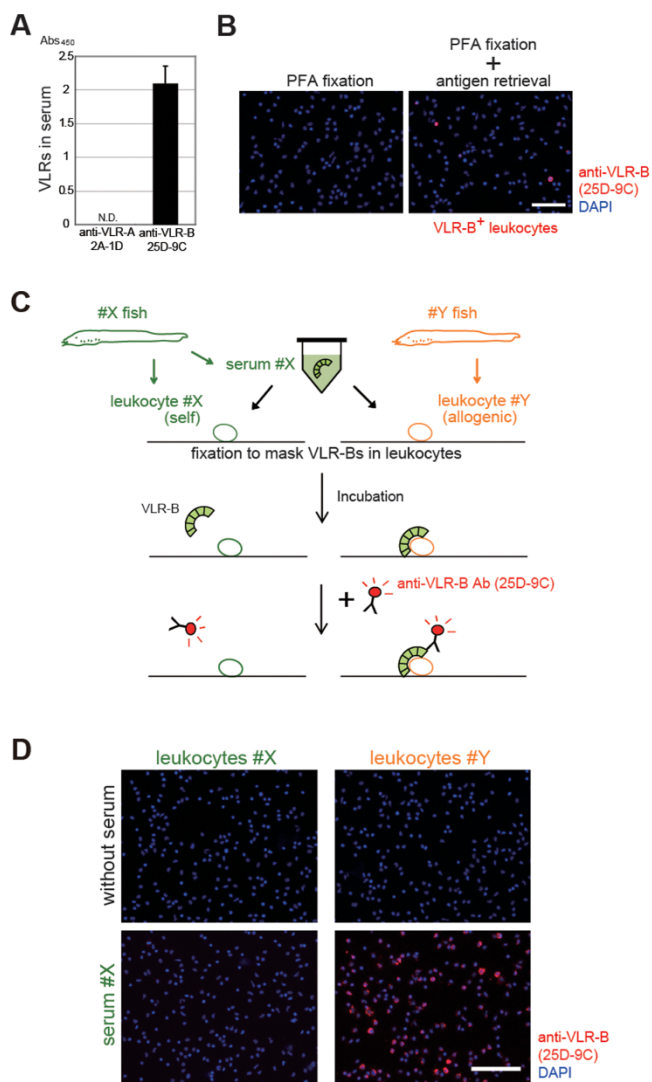 A
Abs450
VLRs in serum
2.5
2
1.5
1
0.5
0
N.D.
anti-VLR-A
2A-1D
anti-VLR-B
25D-9C
B
PFA fixation
PFA fixation
+
antigen retrieval
anti-VLR-B
(25D-9C)
DAPI
VLR-B+ leukocytes
C
#X fish
serum #X
leukocyte #X
(self)
#Y fish
leukocyte #Y
(allogenic)
fixation to mask VLR-Bs in leukocytes
Incubation
VLR-B
+
anti-VLR-B Ab (25D-9C)
D
leukocytes #X
leukocytes #Y
without serum
serum #X
anti-VLR-B
(25D-9C)
DAPI